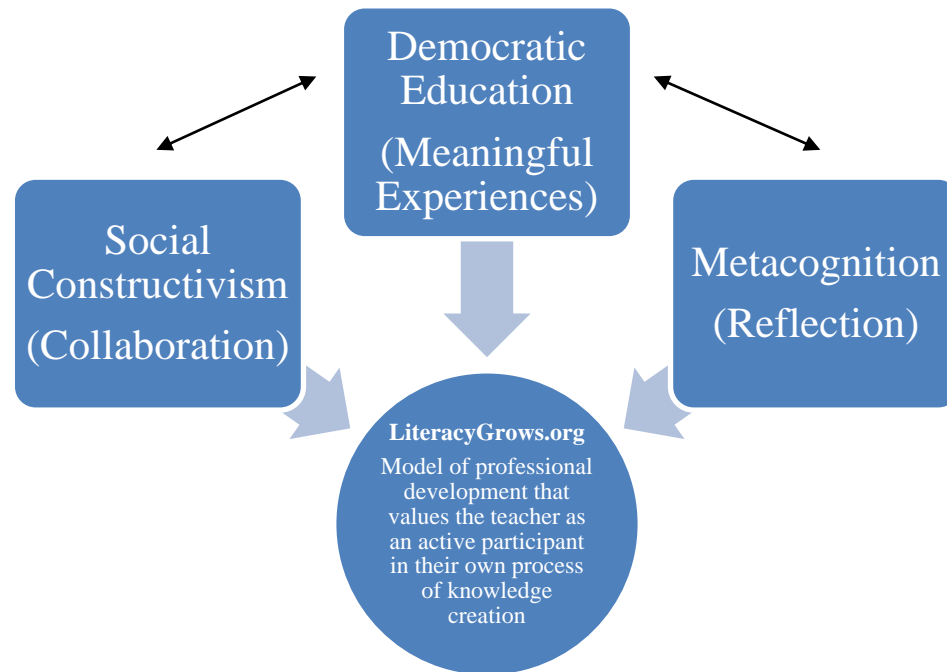 Democratic
Education
(Meaningful
Experiences)
Social
Constructivism
(Collaboration)
Metacognition
(Reflection)
LiteracyGrows.org
Model of professional
development that
values the teacher as
an active participant
in their own process
of knowledge
creation